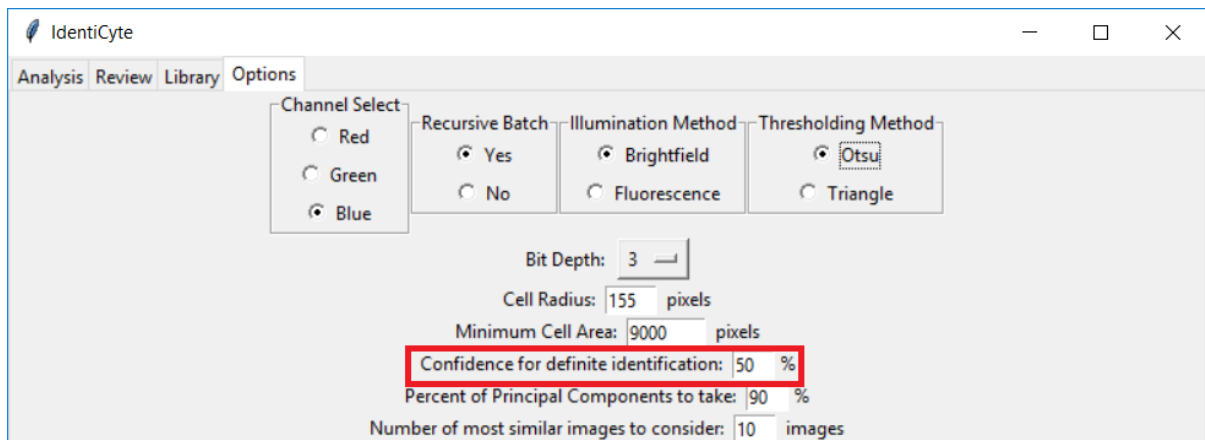 IdentiCyte
Analysis Review Library Options
Channel Select
Red
Green
Blue
Recursive Batch
Yes
No
Illumination Method
Brightfield
Fluorescence
Thresholding Method
Otsu
Triangle
Bit Depth: 3
Cell Radius: 155 pixels
Minimum Cell Area: 9000 pixels
Confidence for definite identification: 50 %
Percent of Principal Components to take: 90 %
Number of most similar images to consider: 10 images